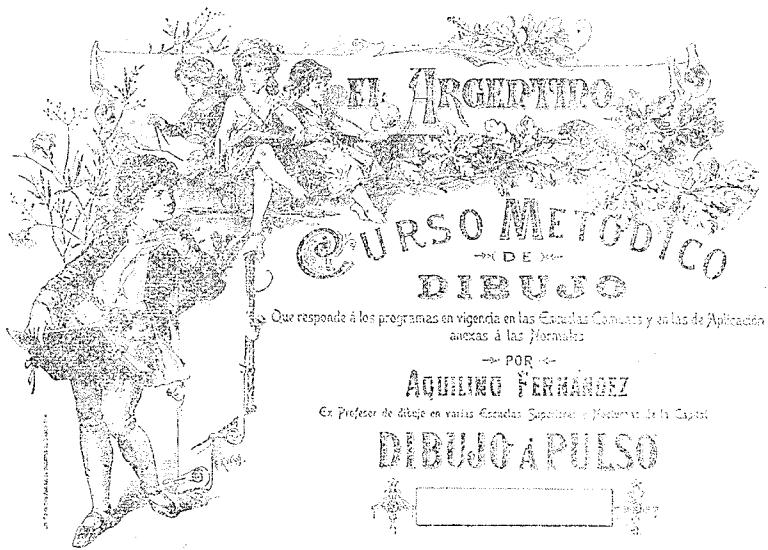 EL ARGENTINO
CURSO METÓDICO
DE
DIBUJO
Que responde á los programas en vigencia en las Escuelas Comunes y en las de Aplicación
anexas á las Normales
POR
AQUILINO FERNÁNDEZ
Ex Profesor de dibujo en varias Escuelas Superiores y Nocturnas de la Capital
DIBUJO Á PULSO